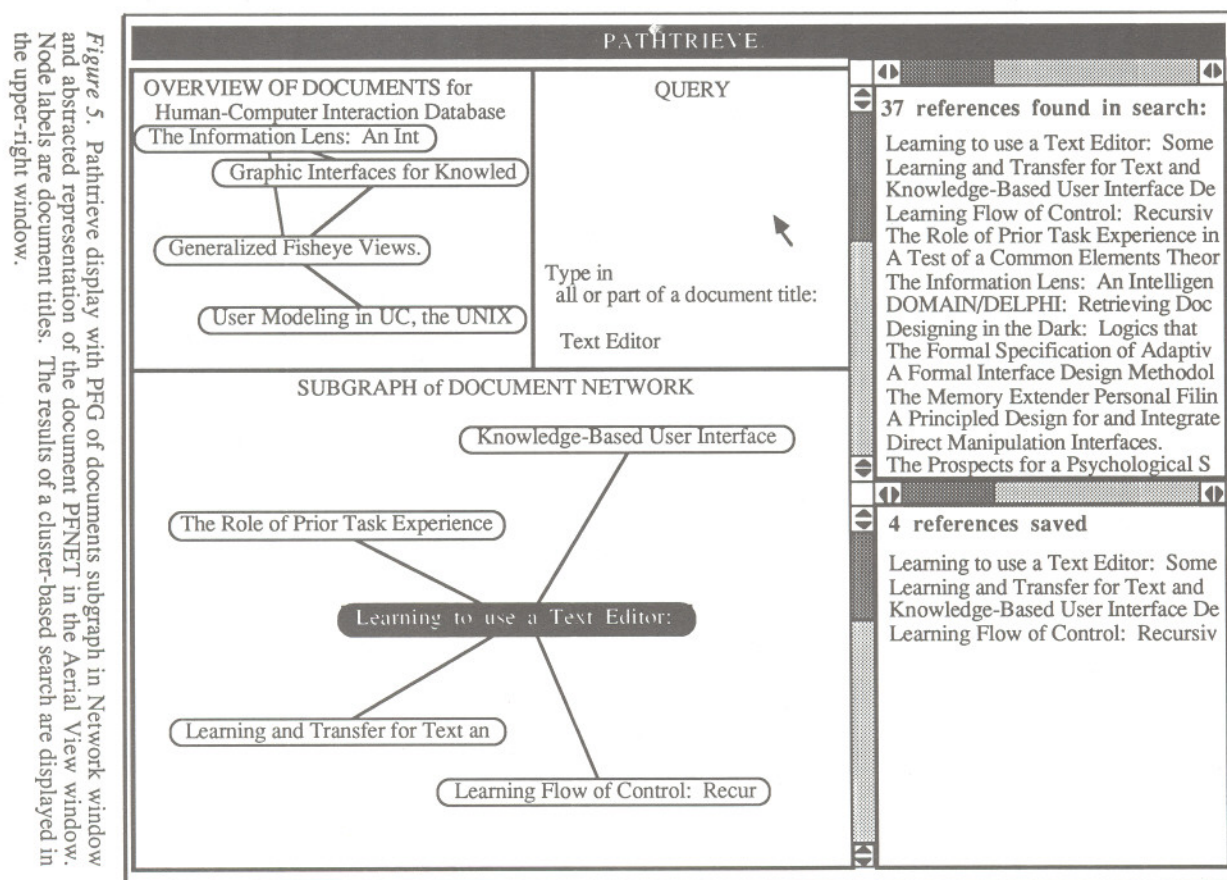 PATHTRIEVE
OVERVIEW OF DOCUMENTS for
Human-Computer Interaction Database
The Information Lens: An Int
Graphic Interfaces for Knowled
Generalized Fisheye Views.
User Modeling in UC, the UNIX
QUERY
Type in
all or part of a document title:
Text Editor
SUBGRAPH of DOCUMENT NETWORK
Knowledge-Based User Interface
The Role of Prior Task Experience
Learning to use a Text Editor:
Learning and Transfer for Text an
Learning Flow of Control: Recur
37 references found in search:
Learning to use a Text Editor: Some
Learning and Transfer for Text and
Knowledge-Based User Interface De
Learning Flow of Control: Recursiv
The Role of Prior Task Experience in
A Test of a Common Elements Theor
The Information Lens: An Intelligen
DOMAIN/DELPHI: Retrieving Doc
Designing in the Dark: Logics that
The Formal Specification of Adaptiv
A Formal Interface Design Methodol
The Memory Extender Personal Filin
A Principled Design for and Integrate
Direct Manipulation Interfaces.
The Prospects for a Psychological S
4 references saved
Learning to use a Text Editor: Some
Learning and Transfer for Text and
Knowledge-Based User Interface De
Learning Flow of Control: Recursiv
Figure 5. Pathtrieve display with PFG of documents subgraph in Network window
and abstracted representation of the document PFNET in the Aerial View window.
Node labels are document titles. The results of a cluster-based search are displayed in
the upper-right window.